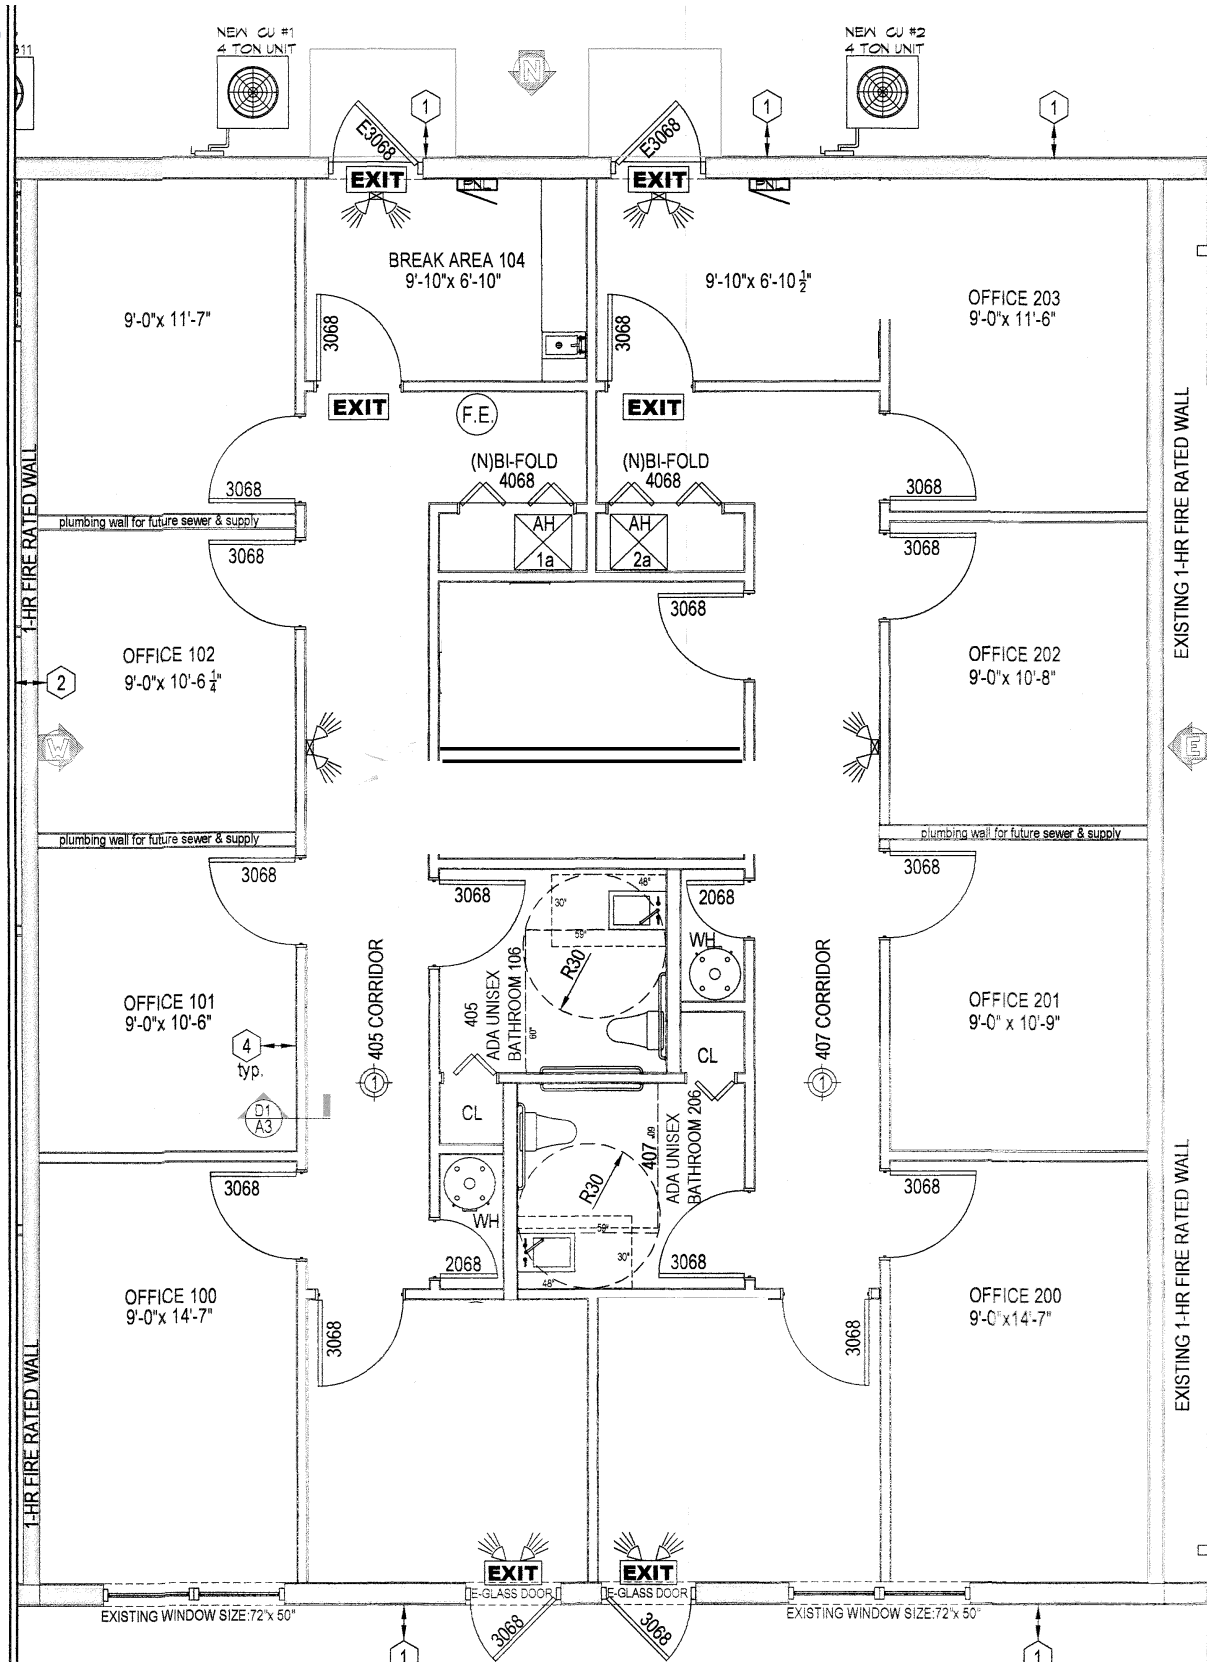 NEW CU #1
4 TON UNIT
NEW CU #2
4 TON UNIT
311
N
1
1
1
E3068
E3068
EXIT
EXIT
PNL
PNL
BREAK AREA 104
9'-10"x 6'-10"
9'-10"x 6'-10 1/2"
OFFICE 203
9'-0"x 11'-6"
9'-0"x 11'-7"
3068
3068
EXIT
EXIT
F.E.
(N)BI-FOLD
4068
(N)BI-FOLD
4068
3068
3068
plumbing wall for future sewer & supply
AH
1a
AH
2a
3068
3068
3068
1-HR FIRE RATED WALL
EXISTING 1-HR FIRE RATED WALL
OFFICE 102
9'-0"x 10'-6 1/4"
OFFICE 202
9'-0"x 10'-8"
2
W
E
plumbing wall for future sewer & supply
plumbing wall for future sewer & supply
3068
3068
2068
3068
48"
30"
59"
WH
R30
60"
405
ADA UNISEX
BATHROOM 106
405 CORRIDOR
407 CORRIDOR
OFFICE 101
9'-0"x 10'-6"
OFFICE 201
9'-0" x 10'-9"
4
typ.
CL
1
1
D1
A3
CL
407
60"
ADA UNISEX
BATHROOM 206
R30
3068
3068
WH
59"
30"
48"
2068
3068
OFFICE 100
9'-0"x 14'-7"
OFFICE 200
9'-0"x14'-7"
3068
3068
1-HR FIRE RATED WALL
EXISTING 1-HR FIRE RATED WALL
EXIT
EXIT
E-GLASS DOOR
E-GLASS DOOR
EXISTING WINDOW SIZE:72"x 50"
EXISTING WINDOW SIZE:72"x 50"
3068
3068
1
1